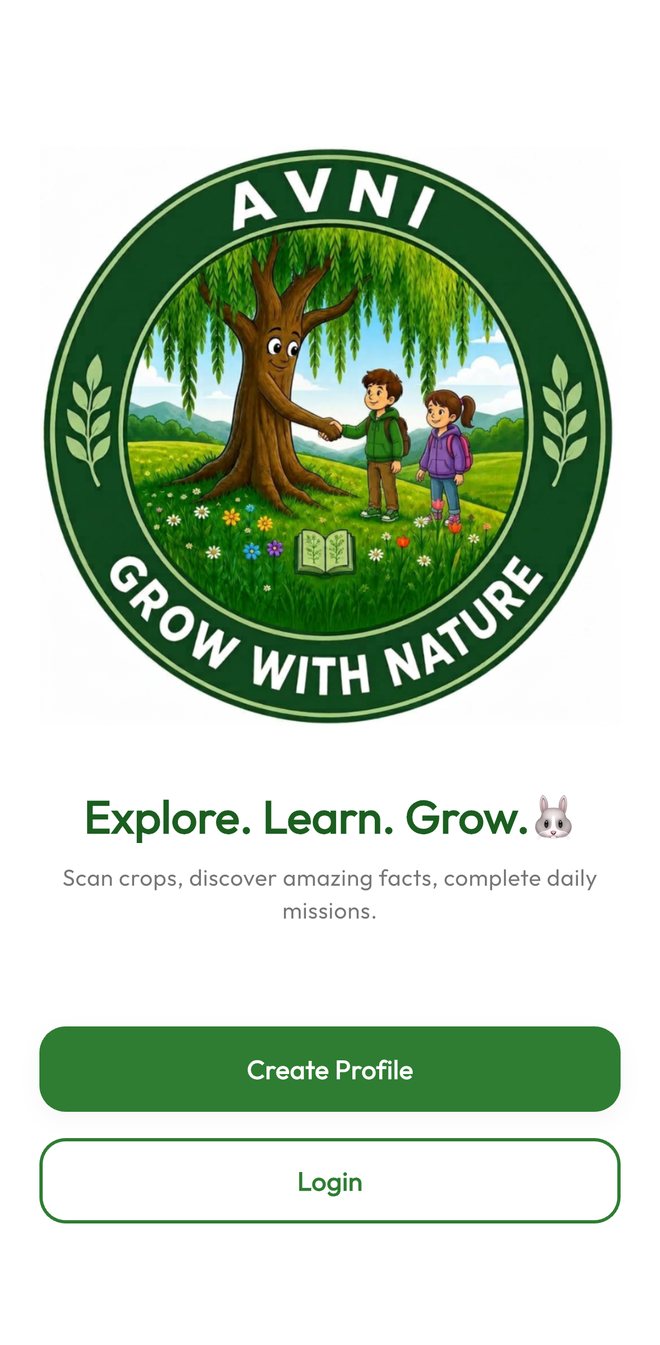 AVNI
GROW WITH NATURE
Explore. Learn. Grow.🐰
Scan crops, discover amazing facts, complete daily
missions.
Create Profile
Login